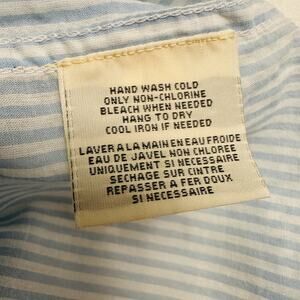 HAND WASH COLD
ONLY NON-CHLORINE
BLEACH WHEN NEEDED
HANG TO DRY
COOL IRON IF NEEDED
LAVER A LA MAIN EN EAU FROIDE
EAU DE JAVEL NON CHLOREE
UNIQUEMENT SI NECESSAIRE
SECHAGE SUR CINTRE
REPASSER A FER DOUX
SI NECESSAIRE